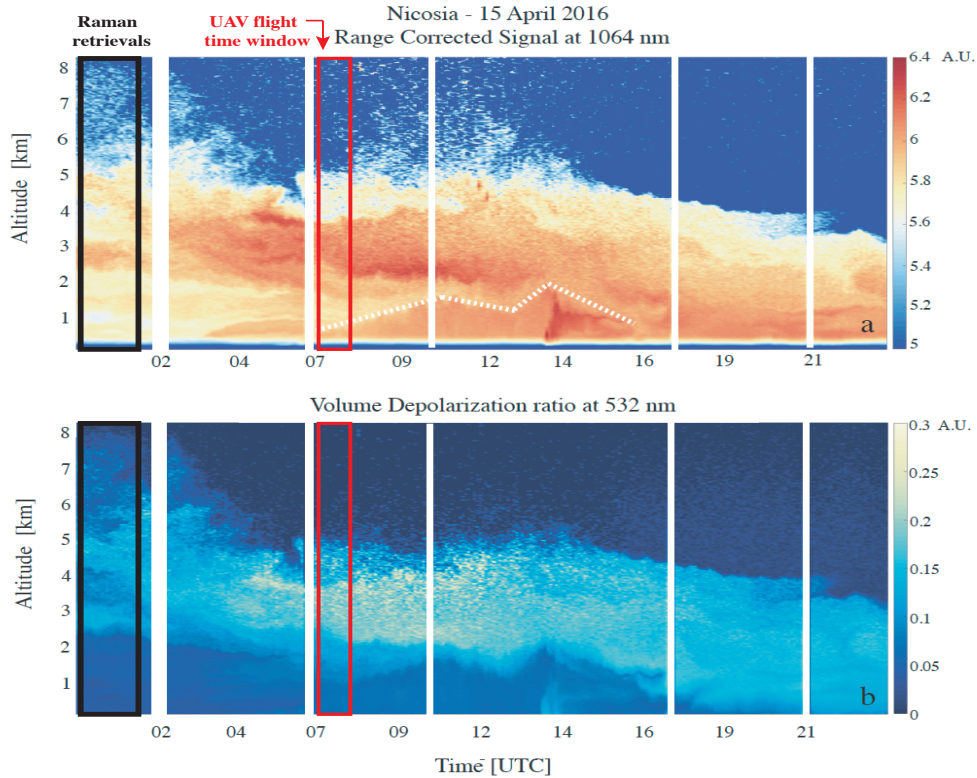 Nicosia - 15 April 2016
Raman
retrievals
UAV flight
time window
Range Corrected Signal at 1064 nm
8
7
6
5
4
3
2
1
Altitude [km]
a
6.4 A.U.
6.2
6
5.8
5.6
5.4
5.2
5
02 04 07 09 12 14 16 19 21
Volume Depolarization ratio at 532 nm
8
7
6
5
4
3
2
1
Altitude [km]
b
0.3 A.U.
0.25
0.2
0.15
0.1
0.05
0
02 04 07 09 12 14 16 19 21
Time [UTC]